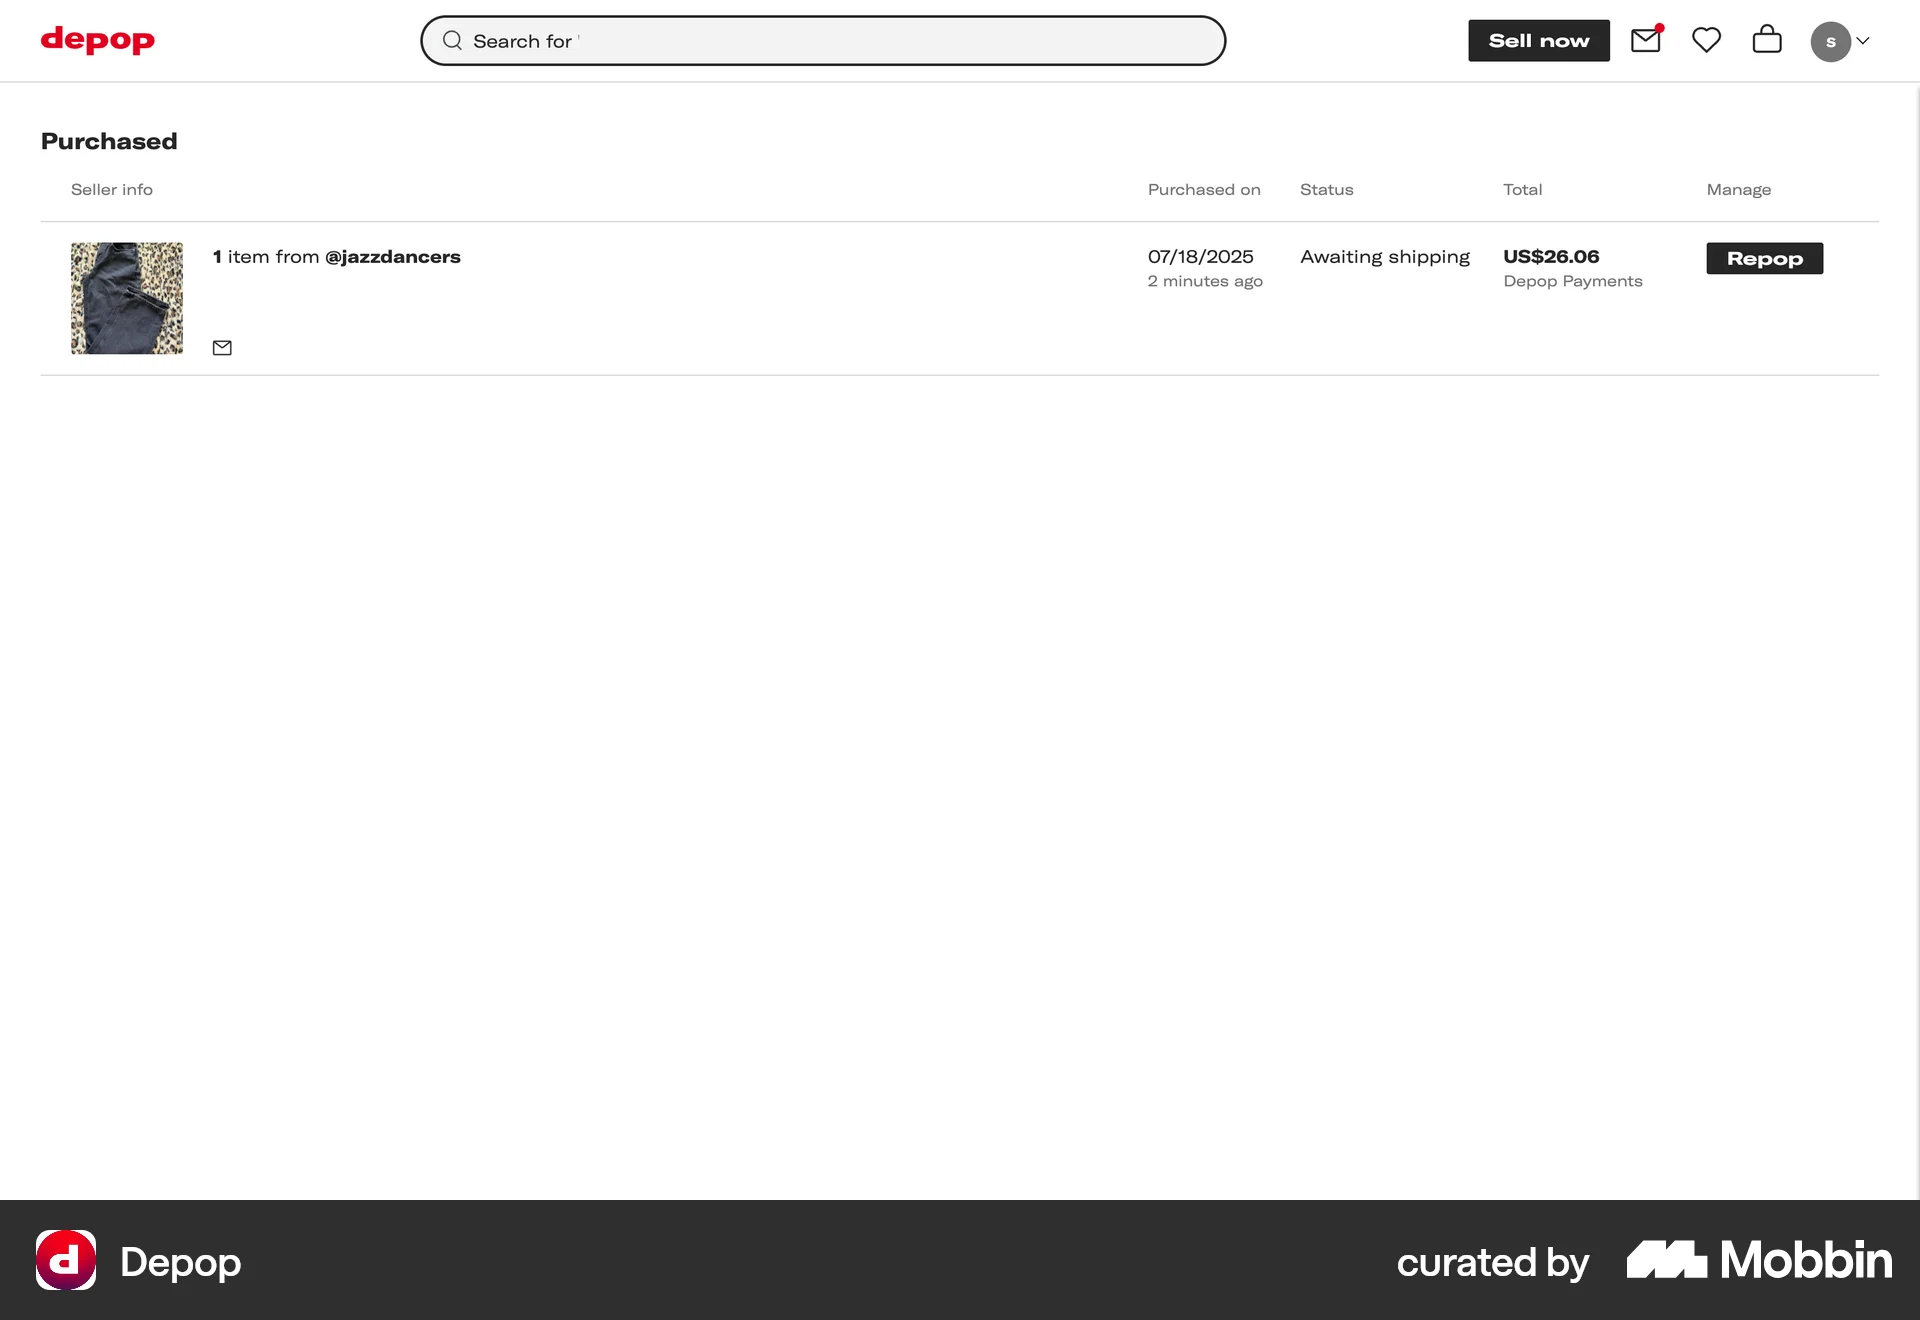 depop
Search for '
Sell now
s
Purchased
Seller info
Purchased on
Status
Total
Manage
1 item from @jazzdancers
07/18/2025
2 minutes ago
Awaiting shipping
US$26.06
Depop Payments
Repop
d
Depop
curated by
Mobbin